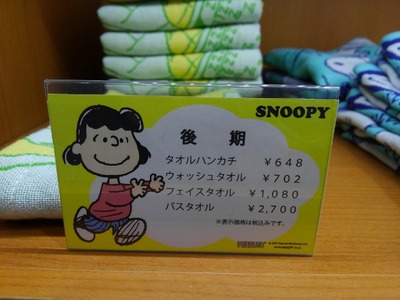 SNOOPY
後期
タオルハンカチ ￥648
ウォッシュタオル ￥702
フェイスタオル ￥1,080
バスタオル ￥2,700
※表示価格は税込みです。
PEANUTS